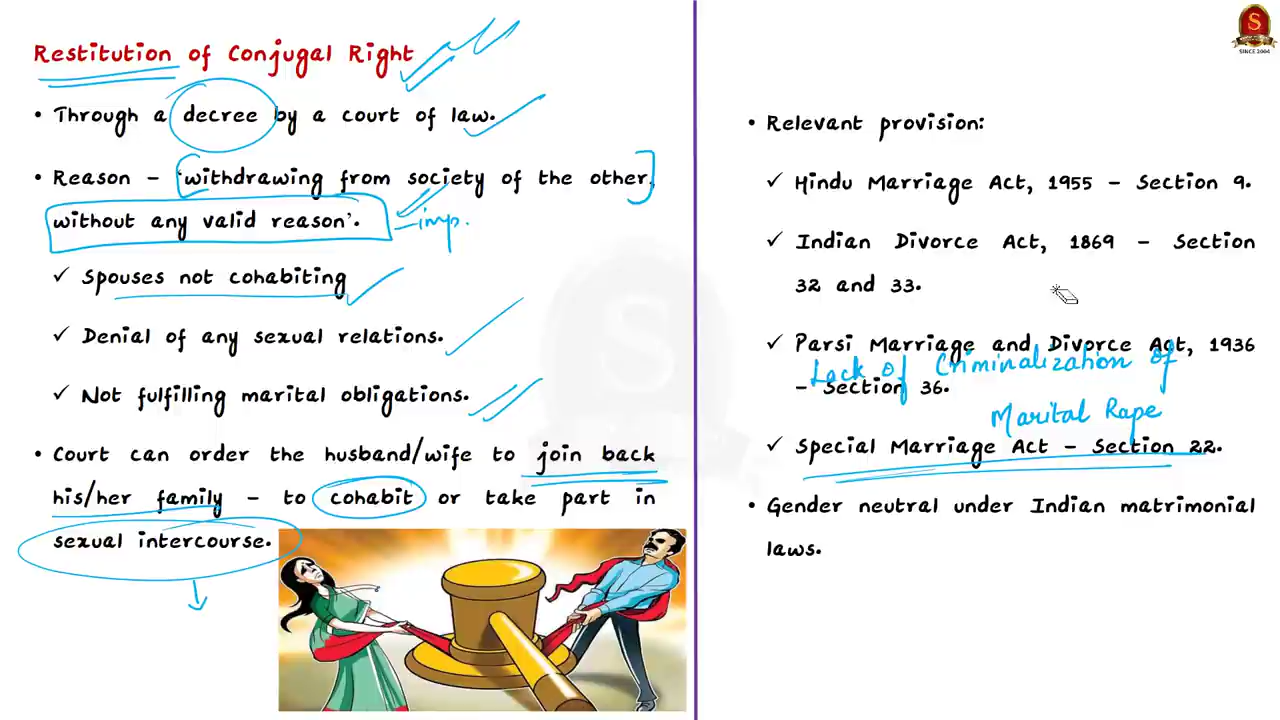 Restitution of Conjugal Right
• Through a decree by a court of law.
• Reason – 'withdrawing from society of the other,
without any valid reason'.
imp.
✓ Spouses not cohabiting
✓ Denial of any sexual relations.
✓ Not fulfilling marital obligations.
• Court can order the husband/wife to join back
his/her family – to cohabit or take part in
sexual intercourse.
S
SINCE 2004
• Relevant provision:
✓ Hindu Marriage Act, 1955 – Section 9.
✓ Indian Divorce Act, 1869 – Section
32 and 33.
✓ Parsi Marriage and Divorce Act, 1936
– Section 36.
Lack of Criminalization of
Marital Rape
✓ Special Marriage Act – Section 22.
• Gender neutral under Indian matrimonial
laws.